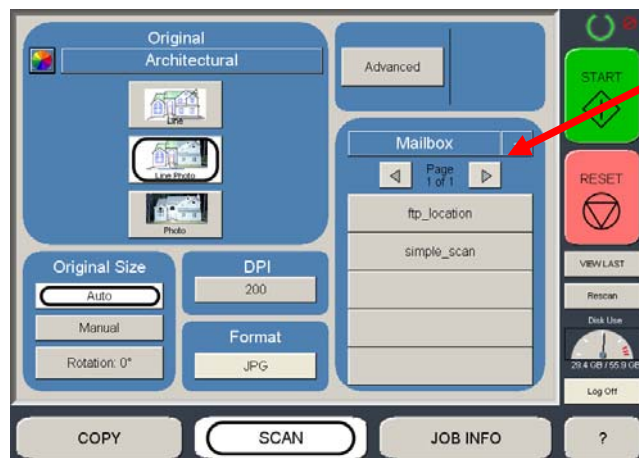 Original
Architectural
Line
Line Photo
Photo
Original Size
Auto
Manual
Rotation: 0°
DPI
200
Format
JPG
Advanced
Mailbox
Page
1 of 1
ftp_location
simple_scan
START
RESET
VIEW LAST
Rescan
Disk Use
29.4 GB / 55.9 GB
Log Off
COPY
SCAN
JOB INFO
?